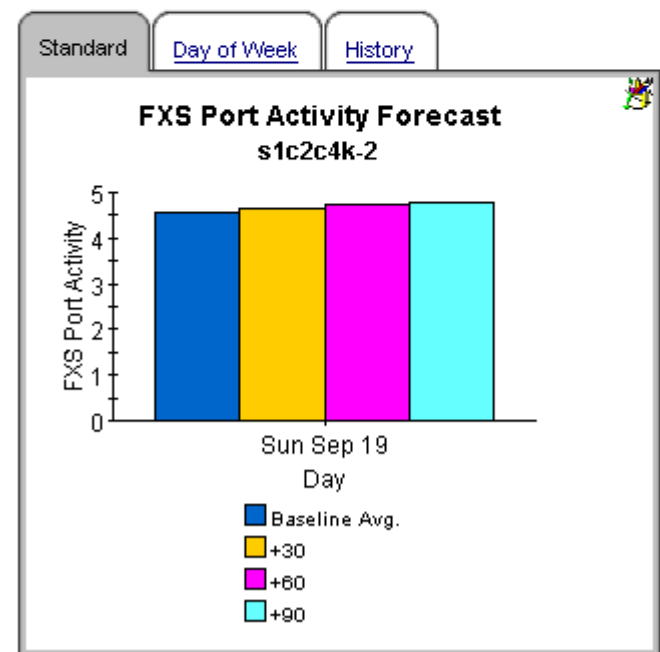 Standard
Day of Week
History
FXS Port Activity Forecast
s1c2c4k-2
FXS Port Activity
5
4
3
2
1
0
Sun Sep 19
Day
Baseline Avg.
+30
+60
+90